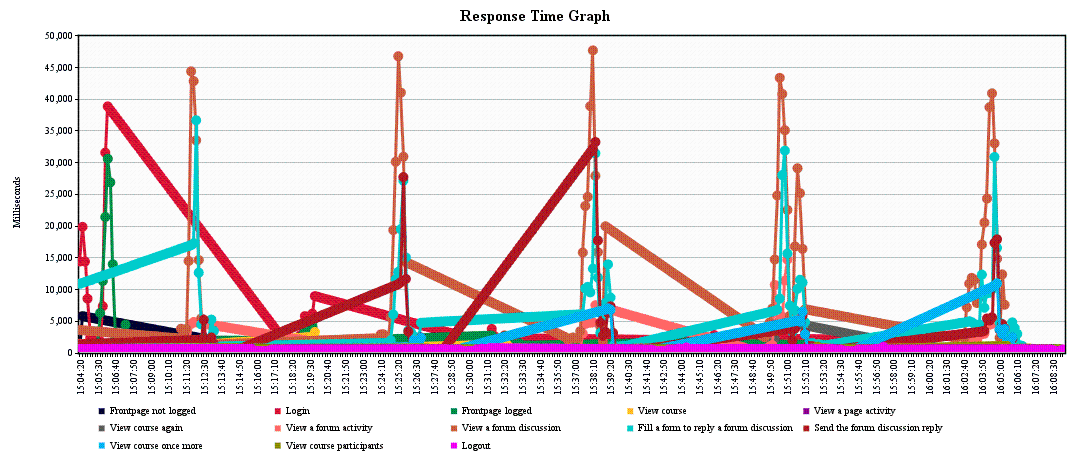 Response Time Graph
50,000
45,000
40,000
35,000
30,000
25,000
20,000
15,000
10,000
5,000
0
Milliseconds
15:04:20 15:05:30 15:06:40 15:07:50 15:09:00 15:10:10 15:11:20 15:12:30 15:13:40 15:14:50 15:16:00 15:17:10 15:18:20 15:19:30 15:20:40 15:21:50 15:23:00 15:24:10 15:25:20 15:26:30 15:27:40 15:28:50 15:30:00 15:31:10 15:32:20 15:33:30 15:34:40 15:35:50 15:37:00 15:38:10 15:39:20 15:40:30 15:41:40 15:42:50 15:44:00 15:45:10 15:46:20 15:47:30 15:48:40 15:49:50 15:51:00 15:52:10 15:53:20 15:54:30 15:55:40 15:56:50 15:58:00 15:59:10 16:00:20 16:01:30 16:02:40 16:03:50 16:05:00 16:06:10 16:07:20 16:08:30
Frontpage not logged Login Frontpage logged View course View a page activity
View course again View a forum activity View a forum discussion Fill a form to reply a forum discussion Send the forum discussion reply
View course once more View course participants Logout